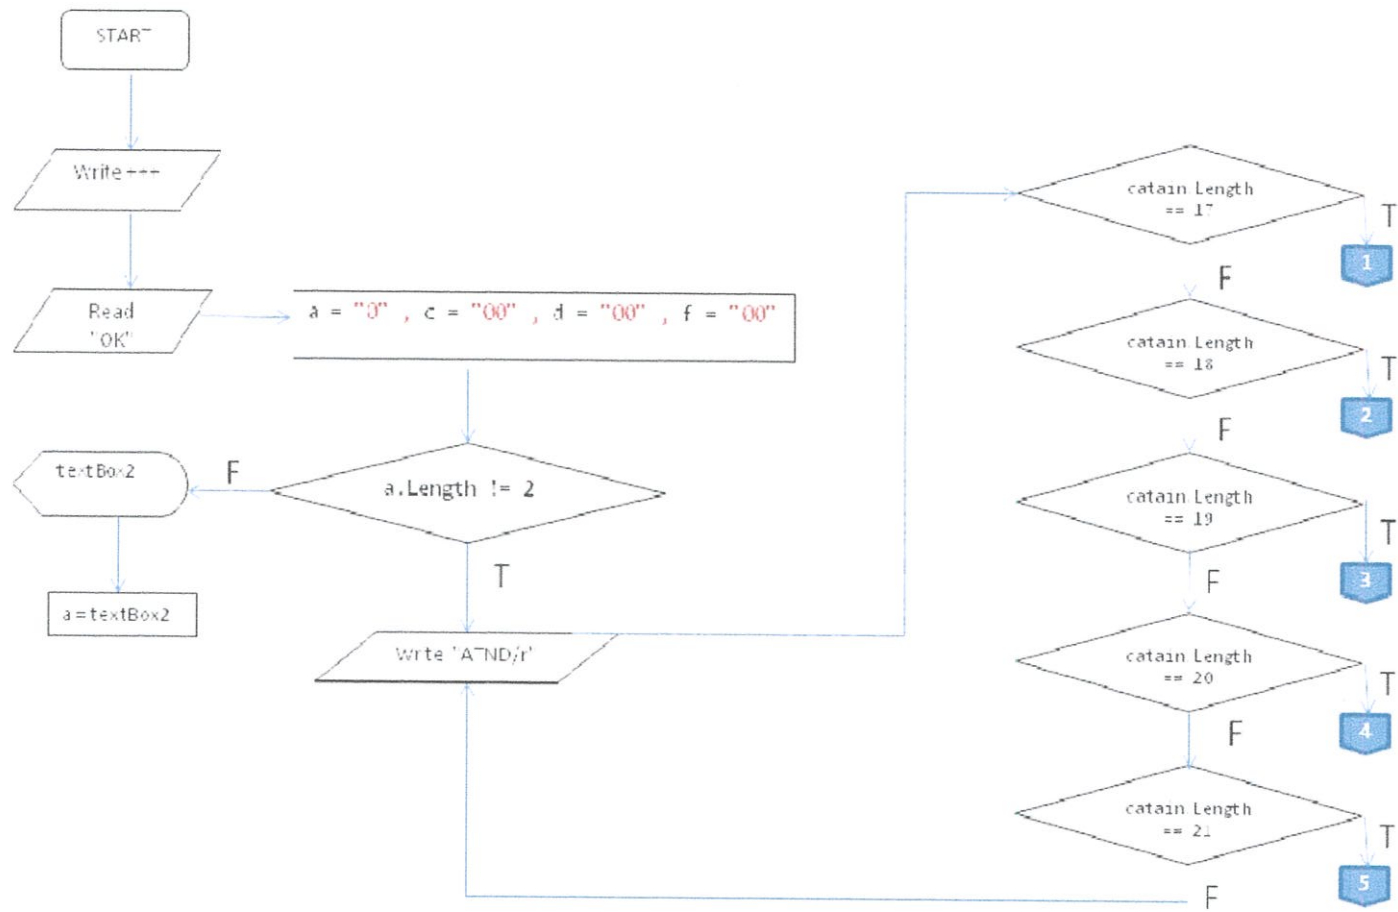 START
Write +++
Read
"OK"
a = "0" , c = "00" , d = "00" , f = "00"
a.Length != 2
F
T
textBox2
a=textBox2
Write 'ATND/r'
catain Length
== 17
T
1
F
catain Length
== 18
T
2
F
catain Length
== 19
T
3
F
catain Length
== 20
T
4
F
catain Length
== 21
T
5
F